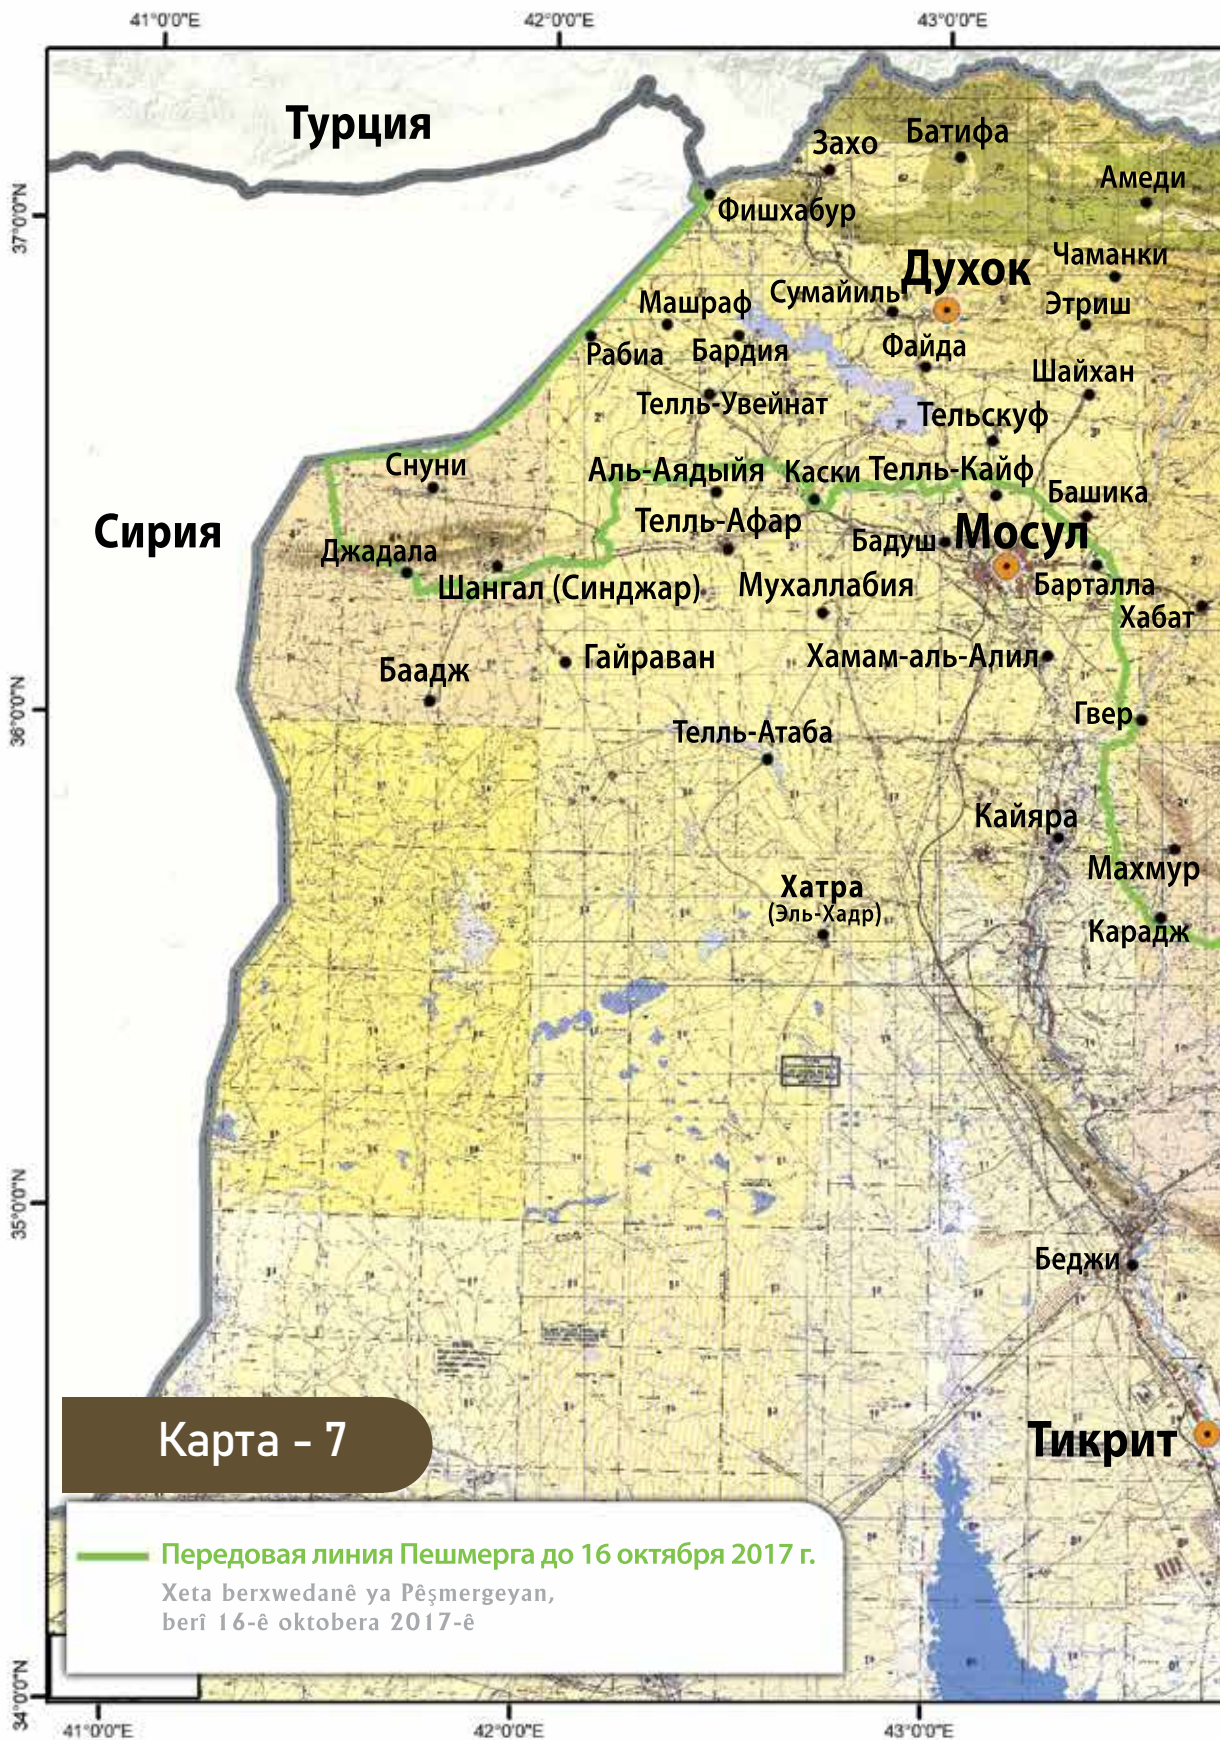 41°0'0"E
42°0'0"E
43°0'0"E
Турция
Захо
Батифа
Амеди
37°0'0"N
Фишхабур
Чаманки
Духок
Сумайиль
Машраф
Этриш
Рабиа
Бардия
Файда
Шайхан
Телль-Увейнат
Тельскуф
Снуни
Аль-Аядыйя
Каски
Телль-Кайф
Башика
Сирия
Телль-Афар
Бадуш
Мосул
Джадала
Шангал (Синджар)
Мухаллабия
Барталла
Хабат
Гайраван
Хамам-аль-Алил
Баадж
36°0'0"N
Гвер
Телль-Атаба
Кайяра
Махмур
Хатра
(Эль-Хадр)
Карадж
35°0'0"N
Беджи
Тикрит
Карта - 7
Передовая линия Пешмерга до 16 октября 2017 г.
Xeta berxwedanê ya Pêşmergeyan,
berî 16-ê oktobera 2017-ê
34°0'0"N
41°0'0"E
42°0'0"E
43°0'0"E